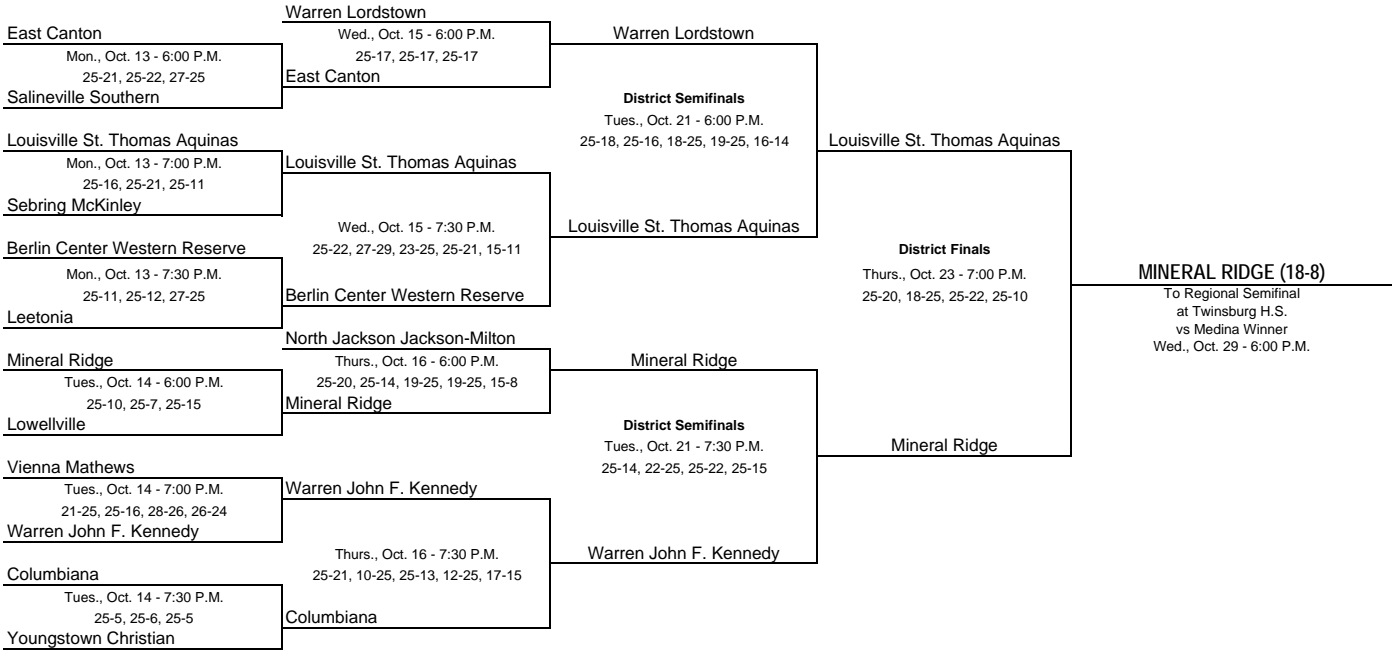 East Canton
Mon., Oct. 13 - 6:00 P.M.
25-21, 25-22, 27-25
Salineville Southern
Louisville St. Thomas Aquinas
Mon., Oct. 13 - 7:00 P.M.
25-16, 25-21, 25-11
Sebring McKinley
Berlin Center Western Reserve
Mon., Oct. 13 - 7:30 P.M.
25-11, 25-12, 27-25
Leetonia
Mineral Ridge
Tues., Oct. 14 - 6:00 P.M.
25-10, 25-7, 25-15
Lowellville
Vienna Mathews
Tues., Oct. 14 - 7:00 P.M.
21-25, 25-16, 28-26, 26-24
Warren John F. Kennedy
Columbiana
Tues., Oct. 14 - 7:30 P.M.
25-5, 25-6, 25-5
Youngstown Christian
Warren Lordstown
Wed., Oct. 15 - 6:00 P.M.
25-17, 25-17, 25-17
East Canton
Louisville St. Thomas Aquinas
Wed., Oct. 15 - 7:30 P.M.
25-22, 27-29, 23-25, 25-21, 15-11
Berlin Center Western Reserve
North Jackson Jackson-Milton
Thurs., Oct. 16 - 6:00 P.M.
25-20, 25-14, 19-25, 19-25, 15-8
Mineral Ridge
Warren John F. Kennedy
Thurs., Oct. 16 - 7:30 P.M.
25-21, 10-25, 25-13, 12-25, 17-15
Columbiana
Warren Lordstown
District Semifinals
Tues., Oct. 21 - 6:00 P.M.
25-18, 25-16, 18-25, 19-25, 16-14
Louisville St. Thomas Aquinas
Mineral Ridge
District Semifinals
Tues., Oct. 21 - 7:30 P.M.
25-14, 22-25, 25-22, 25-15
Warren John F. Kennedy
Louisville St. Thomas Aquinas
District Finals
Thurs., Oct. 23 - 7:00 P.M.
25-20, 18-25, 25-22, 25-10
Mineral Ridge
MINERAL RIDGE (18-8)
To Regional Semifinal
at Twinsburg H.S.
vs Medina Winner
Wed., Oct. 29 - 6:00 P.M.